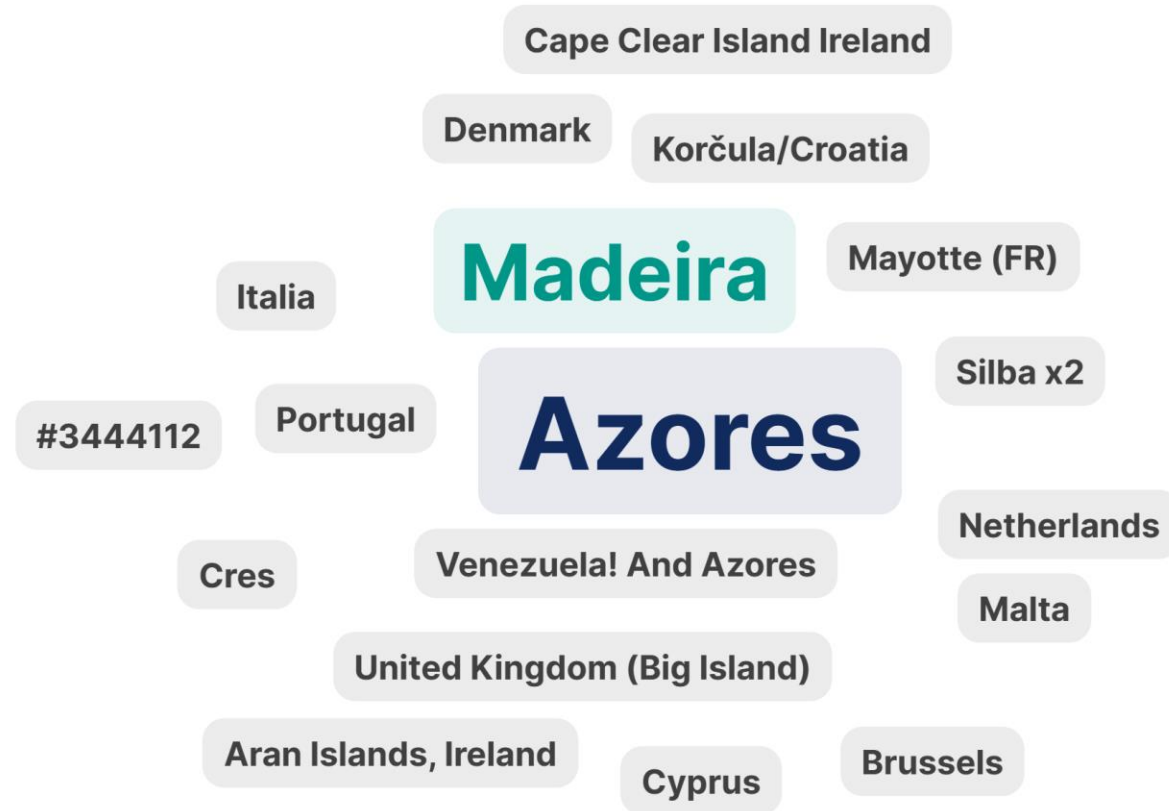 Cape Clear Island Ireland
Denmark
Korčula/Croatia
Madeira
Mayotte (FR)
Italia
Azores
Silba x2
Portugal
#3444112
Netherlands
Venezuela! And Azores
Cres
Malta
United Kingdom (Big Island)
Aran Islands, Ireland
Brussels
Cyprus